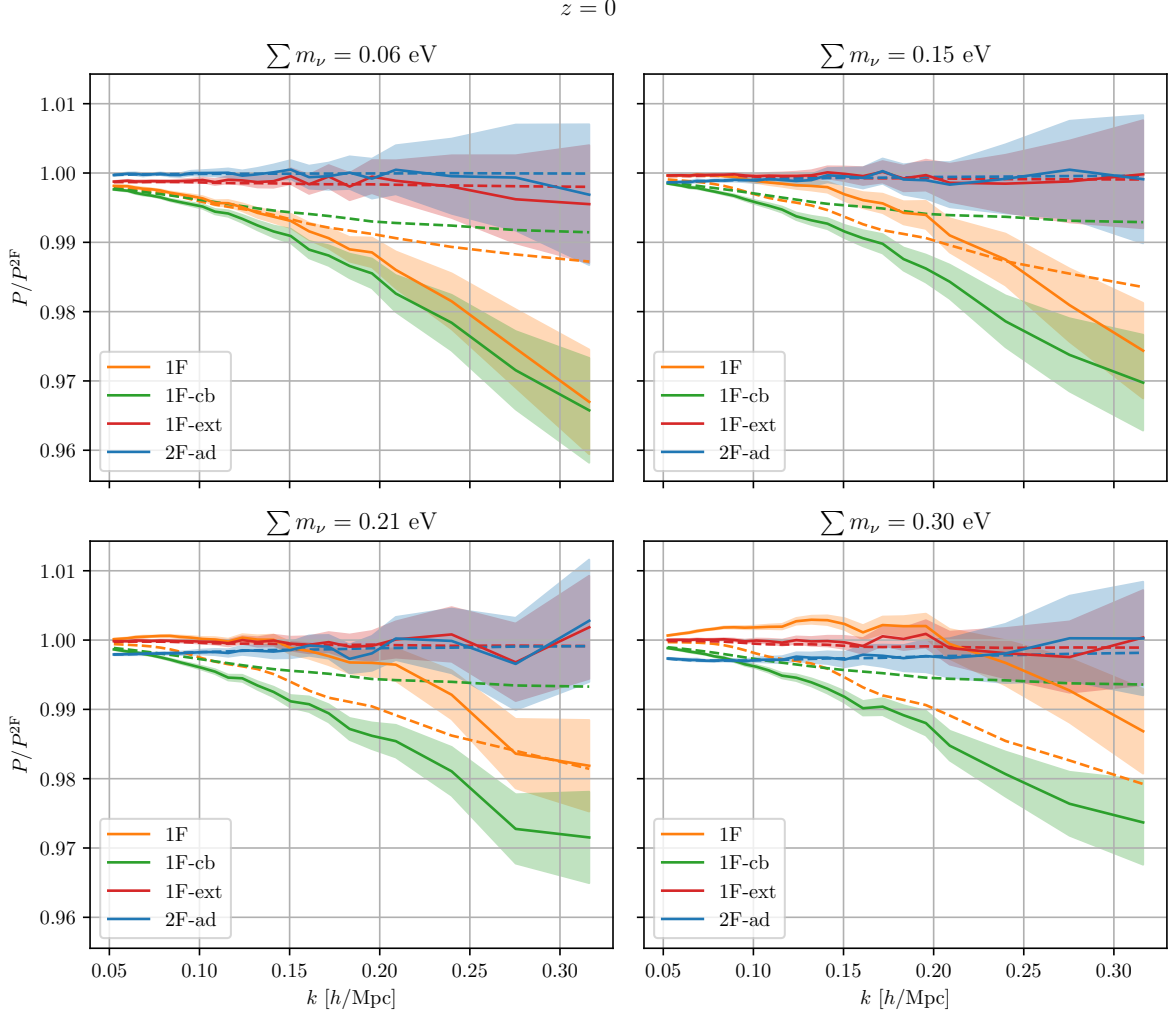 z = 0
∑ m_ν = 0.06 eV
∑ m_ν = 0.15 eV
1.01
1.00
0.99
0.98
0.97
0.96
P/P^{2F}
1F
1F-cb
1F-ext
2F-ad
1F
1F-cb
1F-ext
2F-ad
∑ m_ν = 0.21 eV
∑ m_ν = 0.30 eV
1.01
1.00
0.99
0.98
0.97
0.96
P/P^{2F}
1F
1F-cb
1F-ext
2F-ad
1F
1F-cb
1F-ext
2F-ad
0.05 0.10 0.15 0.20 0.25 0.30
0.05 0.10 0.15 0.20 0.25 0.30
k [h/Mpc]
k [h/Mpc]